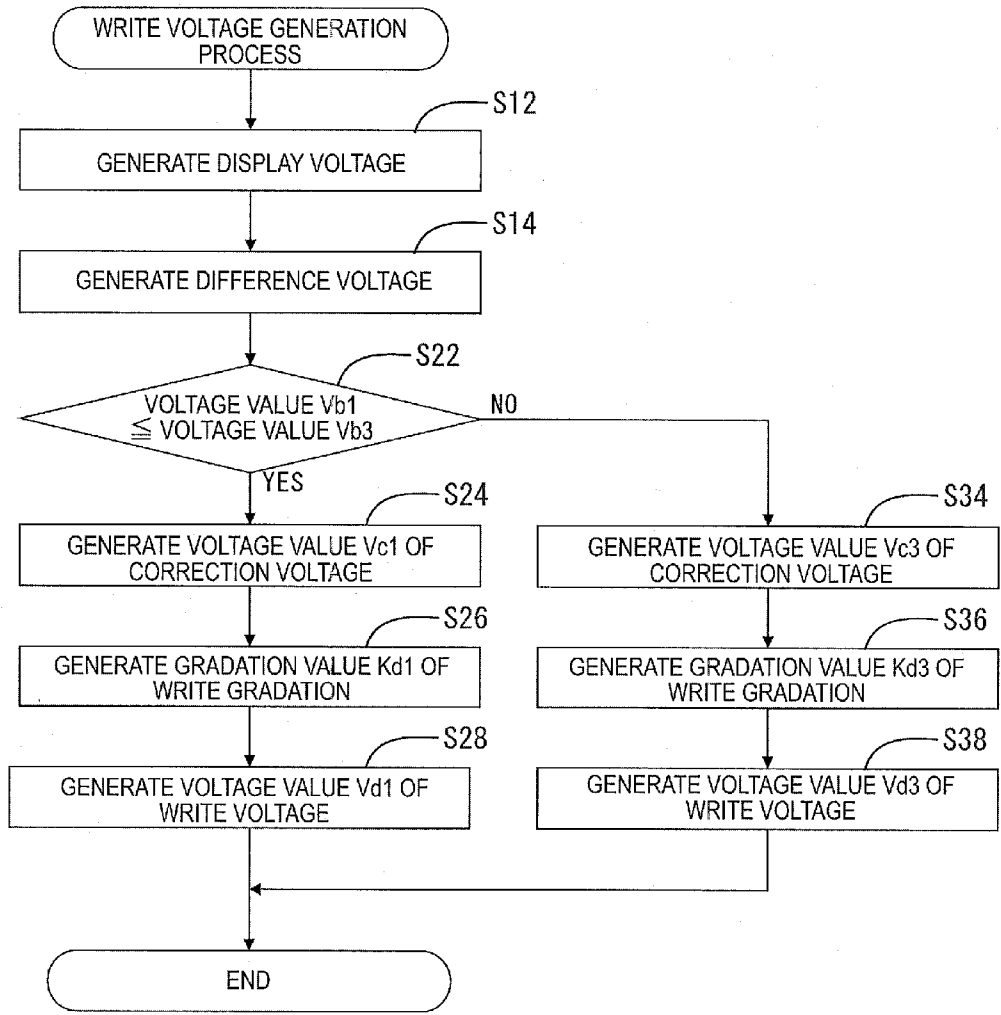 WRITE VOLTAGE GENERATION
PROCESS
S12
GENERATE DISPLAY VOLTAGE
S14
GENERATE DIFFERENCE VOLTAGE
S22
VOLTAGE VALUE Vb1
≦ VOLTAGE VALUE Vb3
NO
YES
S24
GENERATE VOLTAGE VALUE Vc1 OF
CORRECTION VOLTAGE
S26
GENERATE GRADATION VALUE Kd1 OF
WRITE GRADATION
S28
GENERATE VOLTAGE VALUE Vd1 OF
WRITE VOLTAGE
S34
GENERATE VOLTAGE VALUE Vc3 OF
CORRECTION VOLTAGE
S36
GENERATE GRADATION VALUE Kd3 OF
WRITE GRADATION
S38
GENERATE VOLTAGE VALUE Vd3 OF
WRITE VOLTAGE
END